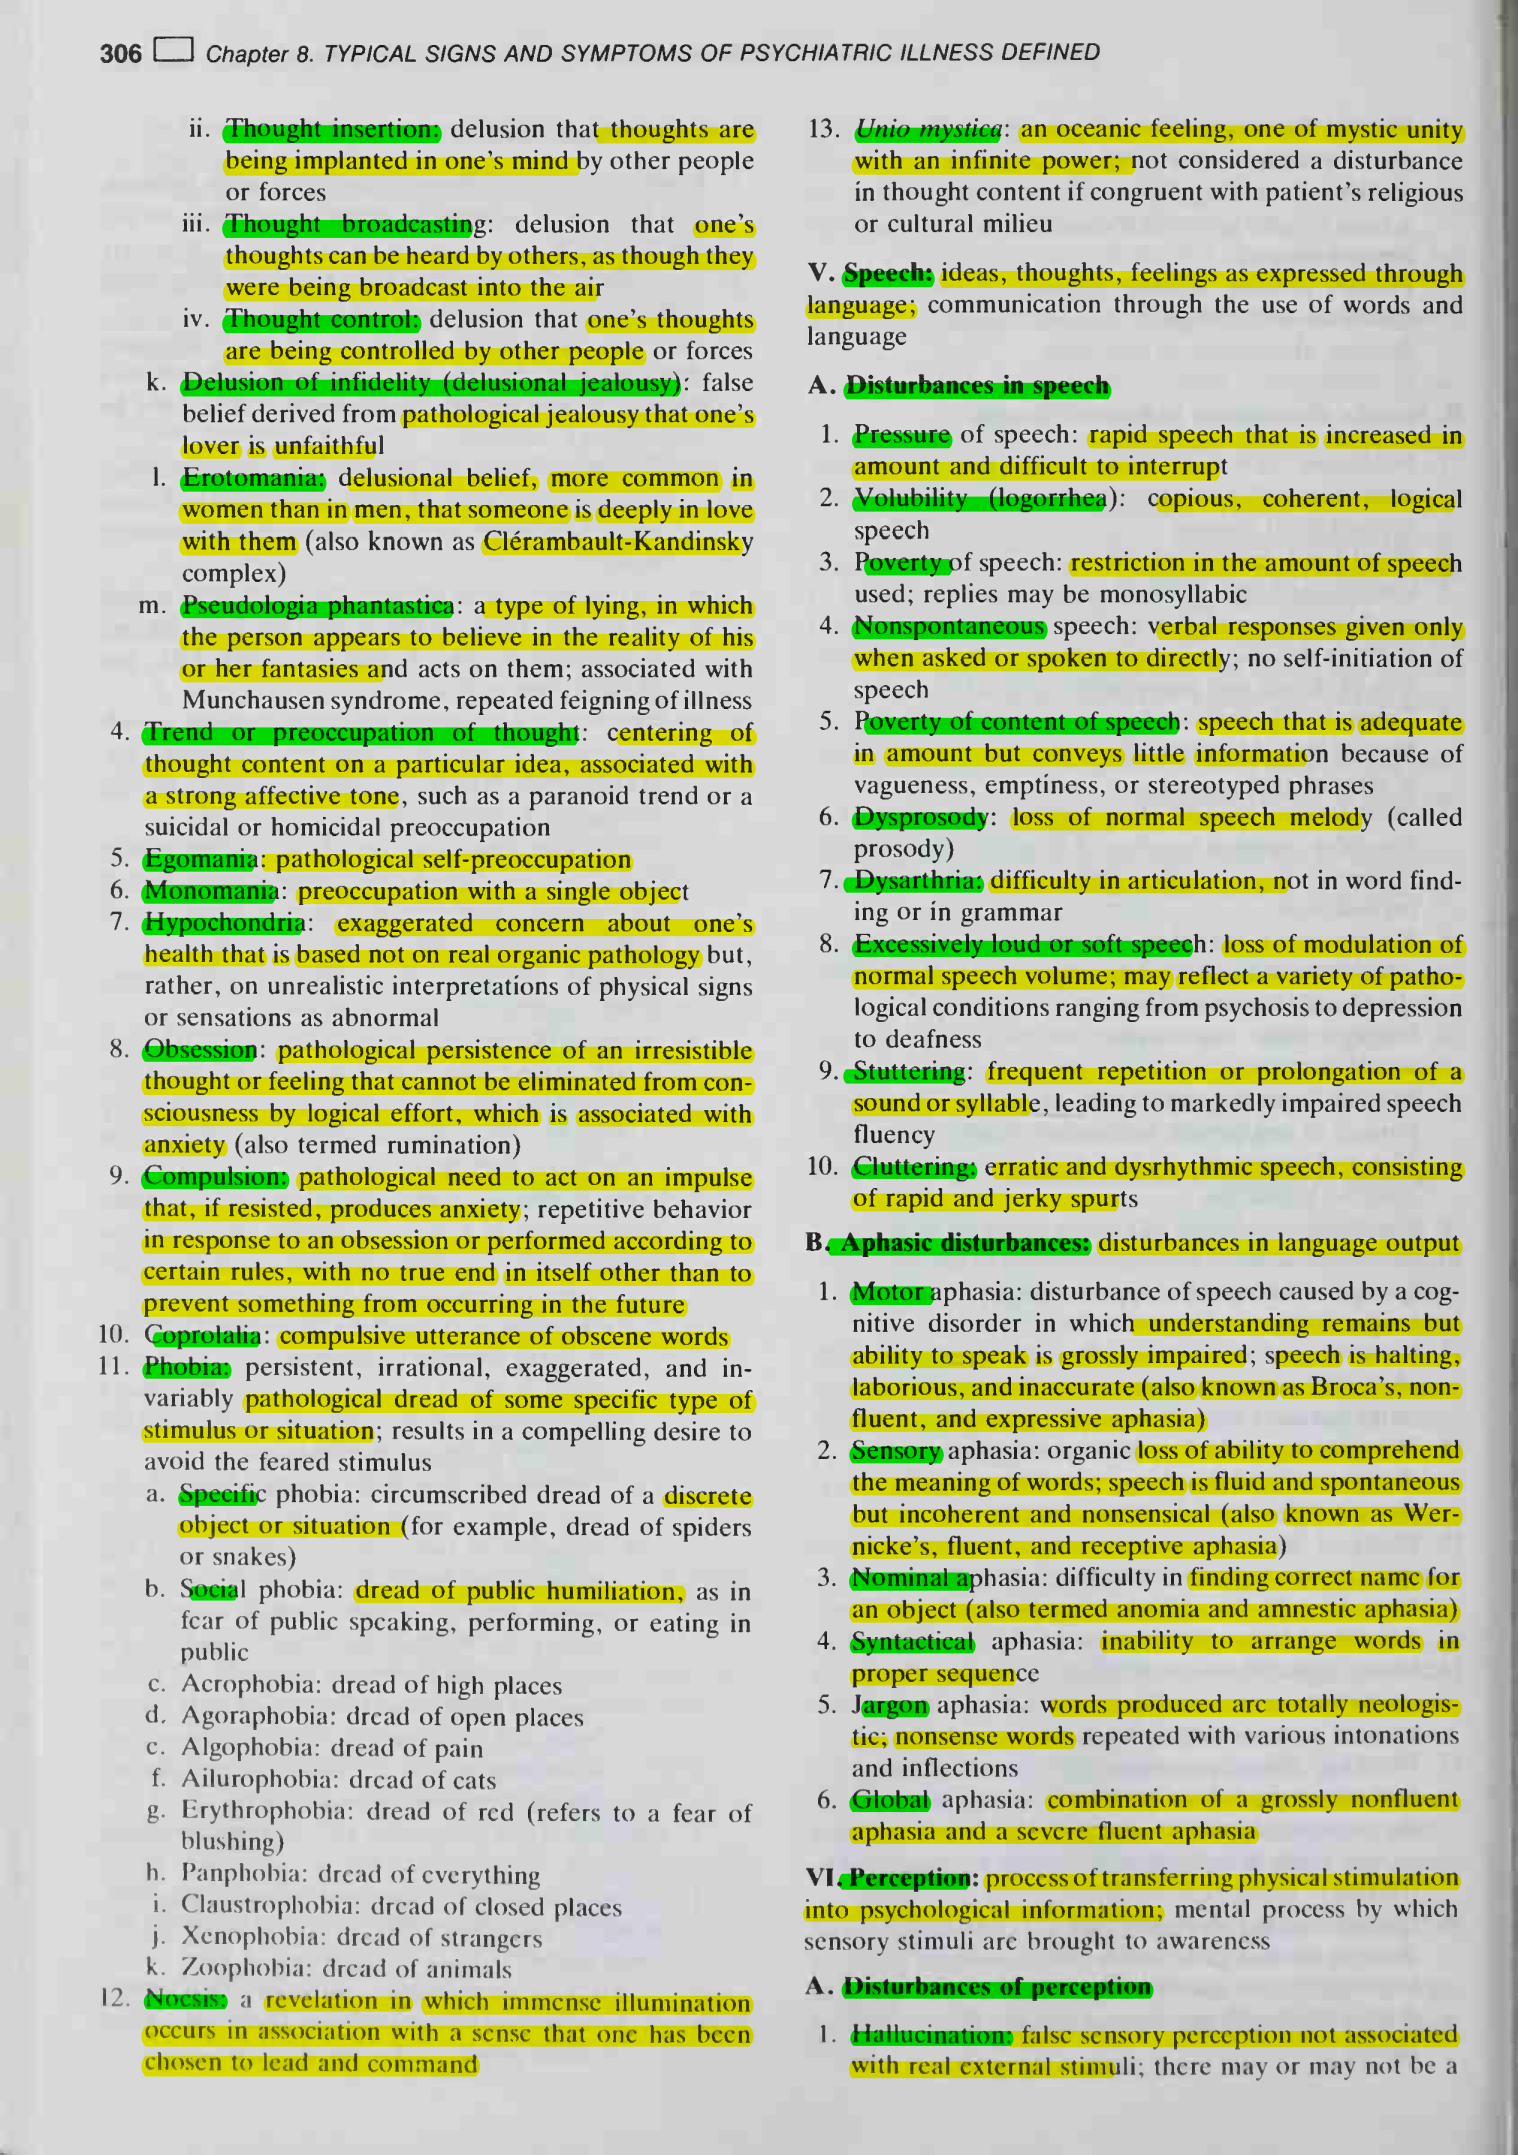 306 Chapter 8. TYPICAL SIGNS AND SYMPTOMS OF PSYCHIATRIC ILLNESS DEFINED
ii. Thought insertion: delusion that thoughts are
being implanted in one's mind by other people
or forces
iii. Thought broadcasting: delusion that one's
thoughts can be heard by others, as though they
were being broadcast into the air
iv. Thought control: delusion that one's thoughts
are being controlled by other people or forces
k. Delusion of infidelity (delusional jealousy): false
belief derived from pathological jealousy that one's
lover is unfaithful
l. Erotomania: delusional belief, more common in
women than in men, that someone is deeply in love
with them (also known as Clérambault-Kandinsky
complex)
m. Pseudologia phantastica: a type of lying, in which
the person appears to believe in the reality of his
or her fantasies and acts on them; associated with
Munchausen syndrome, repeated feigning of illness
4. Trend or preoccupation of thought: centering of
thought content on a particular idea, associated with
a strong affective tone, such as a paranoid trend or a
suicidal or homicidal preoccupation
5. Egomania: pathological self-preoccupation
6. Monomania: preoccupation with a single object
7. Hypochondria: exaggerated concern about one's
health that is based not on real organic pathology but,
rather, on unrealistic interpretations of physical signs
or sensations as abnormal
8. Obsession: pathological persistence of an irresistible
thought or feeling that cannot be eliminated from con-
sciousness by logical effort, which is associated with
anxiety (also termed rumination)
9. Compulsion: pathological need to act on an impulse
that, if resisted, produces anxiety; repetitive behavior
in response to an obsession or performed according to
certain rules, with no true end in itself other than to
prevent something from occurring in the future
10. Coprolalia: compulsive utterance of obscene words
11. Phobia: persistent, irrational, exaggerated, and in-
variably pathological dread of some specific type of
stimulus or situation; results in a compelling desire to
avoid the feared stimulus
a. Specific phobia: circumscribed dread of a discrete
object or situation (for example, dread of spiders
or snakes)
b. Social phobia: dread of public humiliation, as in
fear of public speaking, performing, or eating in
public
c. Acrophobia: dread of high places
d. Agoraphobia: dread of open places
e. Algophobia: dread of pain
f. Ailurophobia: dread of cats
g. Erythrophobia: dread of red (refers to a fear of
blushing)
h. Panphobia: dread of everything
i. Claustrophobia: dread of closed places
j. Xenophobia: dread of strangers
k. Zoophobia: dread of animals
12. Noesis: a revelation in which immense illumination
occurs in association with a sense that one has been
chosen to lead and command
13. Unio mystica: an oceanic feeling, one of mystic unity
with an infinite power; not considered a disturbance
in thought content if congruent with patient's religious
or cultural milieu
V. Speech: ideas, thoughts, feelings as expressed through
language; communication through the use of words and
language
A. Disturbances in speech
1. Pressure of speech: rapid speech that is increased in
amount and difficult to interrupt
2. Volubility (logorrhea): copious, coherent, logical
speech
3. Poverty of speech: restriction in the amount of speech
used; replies may be monosyllabic
4. Nonspontaneous speech: verbal responses given only
when asked or spoken to directly; no self-initiation of
speech
5. Poverty of content of speech: speech that is adequate
in amount but conveys little information because of
vagueness, emptiness, or stereotyped phrases
6. Dysprosody: loss of normal speech melody (called
prosody)
7. Dysarthria: difficulty in articulation, not in word find-
ing or in grammar
8. Excessively loud or soft speech: loss of modulation of
normal speech volume; may reflect a variety of patho-
logical conditions ranging from psychosis to depression
to deafness
9. Stuttering: frequent repetition or prolongation of a
sound or syllable, leading to markedly impaired speech
fluency
10. Cluttering: erratic and dysrhythmic speech, consisting
of rapid and jerky spurts
B. Aphasic disturbances: disturbances in language output
1. Motor aphasia: disturbance of speech caused by a cog-
nitive disorder in which understanding remains but
ability to speak is grossly impaired; speech is halting,
laborious, and inaccurate (also known as Broca's, non-
fluent, and expressive aphasia)
2. Sensory aphasia: organic loss of ability to comprehend
the meaning of words; speech is fluid and spontaneous
but incoherent and nonsensical (also known as Wer-
nicke's, fluent, and receptive aphasia)
3. Nominal aphasia: difficulty in finding correct name for
an object (also termed anomia and amnestic aphasia)
4. Syntactical aphasia: inability to arrange words in
proper sequence
5. Jargon aphasia: words produced are totally neologis-
tic; nonsense words repeated with various intonations
and inflections
6. Global aphasia: combination of a grossly nonfluent
aphasia and a severe fluent aphasia
VI. Perception: process of transferring physical stimulation
into psychological information; mental process by which
sensory stimuli are brought to awareness
A. Disturbances of perception
1. Hallucination: false sensory perception not associated
with real external stimuli; there may or may not be a